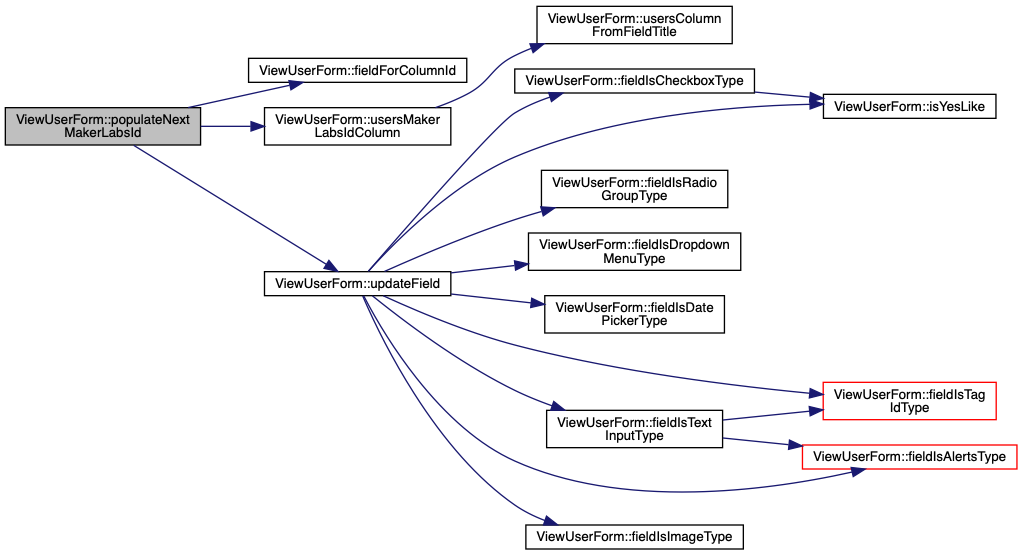 ViewUserForm::populateNext
MakerLabsId
ViewUserForm::fieldForColumnId
ViewUserForm::usersMaker
LabsIdColumn
ViewUserForm::updateField
ViewUserForm::usersColumn
FromFieldTitle
ViewUserForm::fieldIsCheckboxType
ViewUserForm::isYesLike
ViewUserForm::fieldIsRadio
GroupType
ViewUserForm::fieldIsDropdown
MenuType
ViewUserForm::fieldIsDate
PickerType
ViewUserForm::fieldIsTag
IdType
ViewUserForm::fieldIsText
InputType
ViewUserForm::fieldIsAlertsType
ViewUserForm::fieldIsImageType